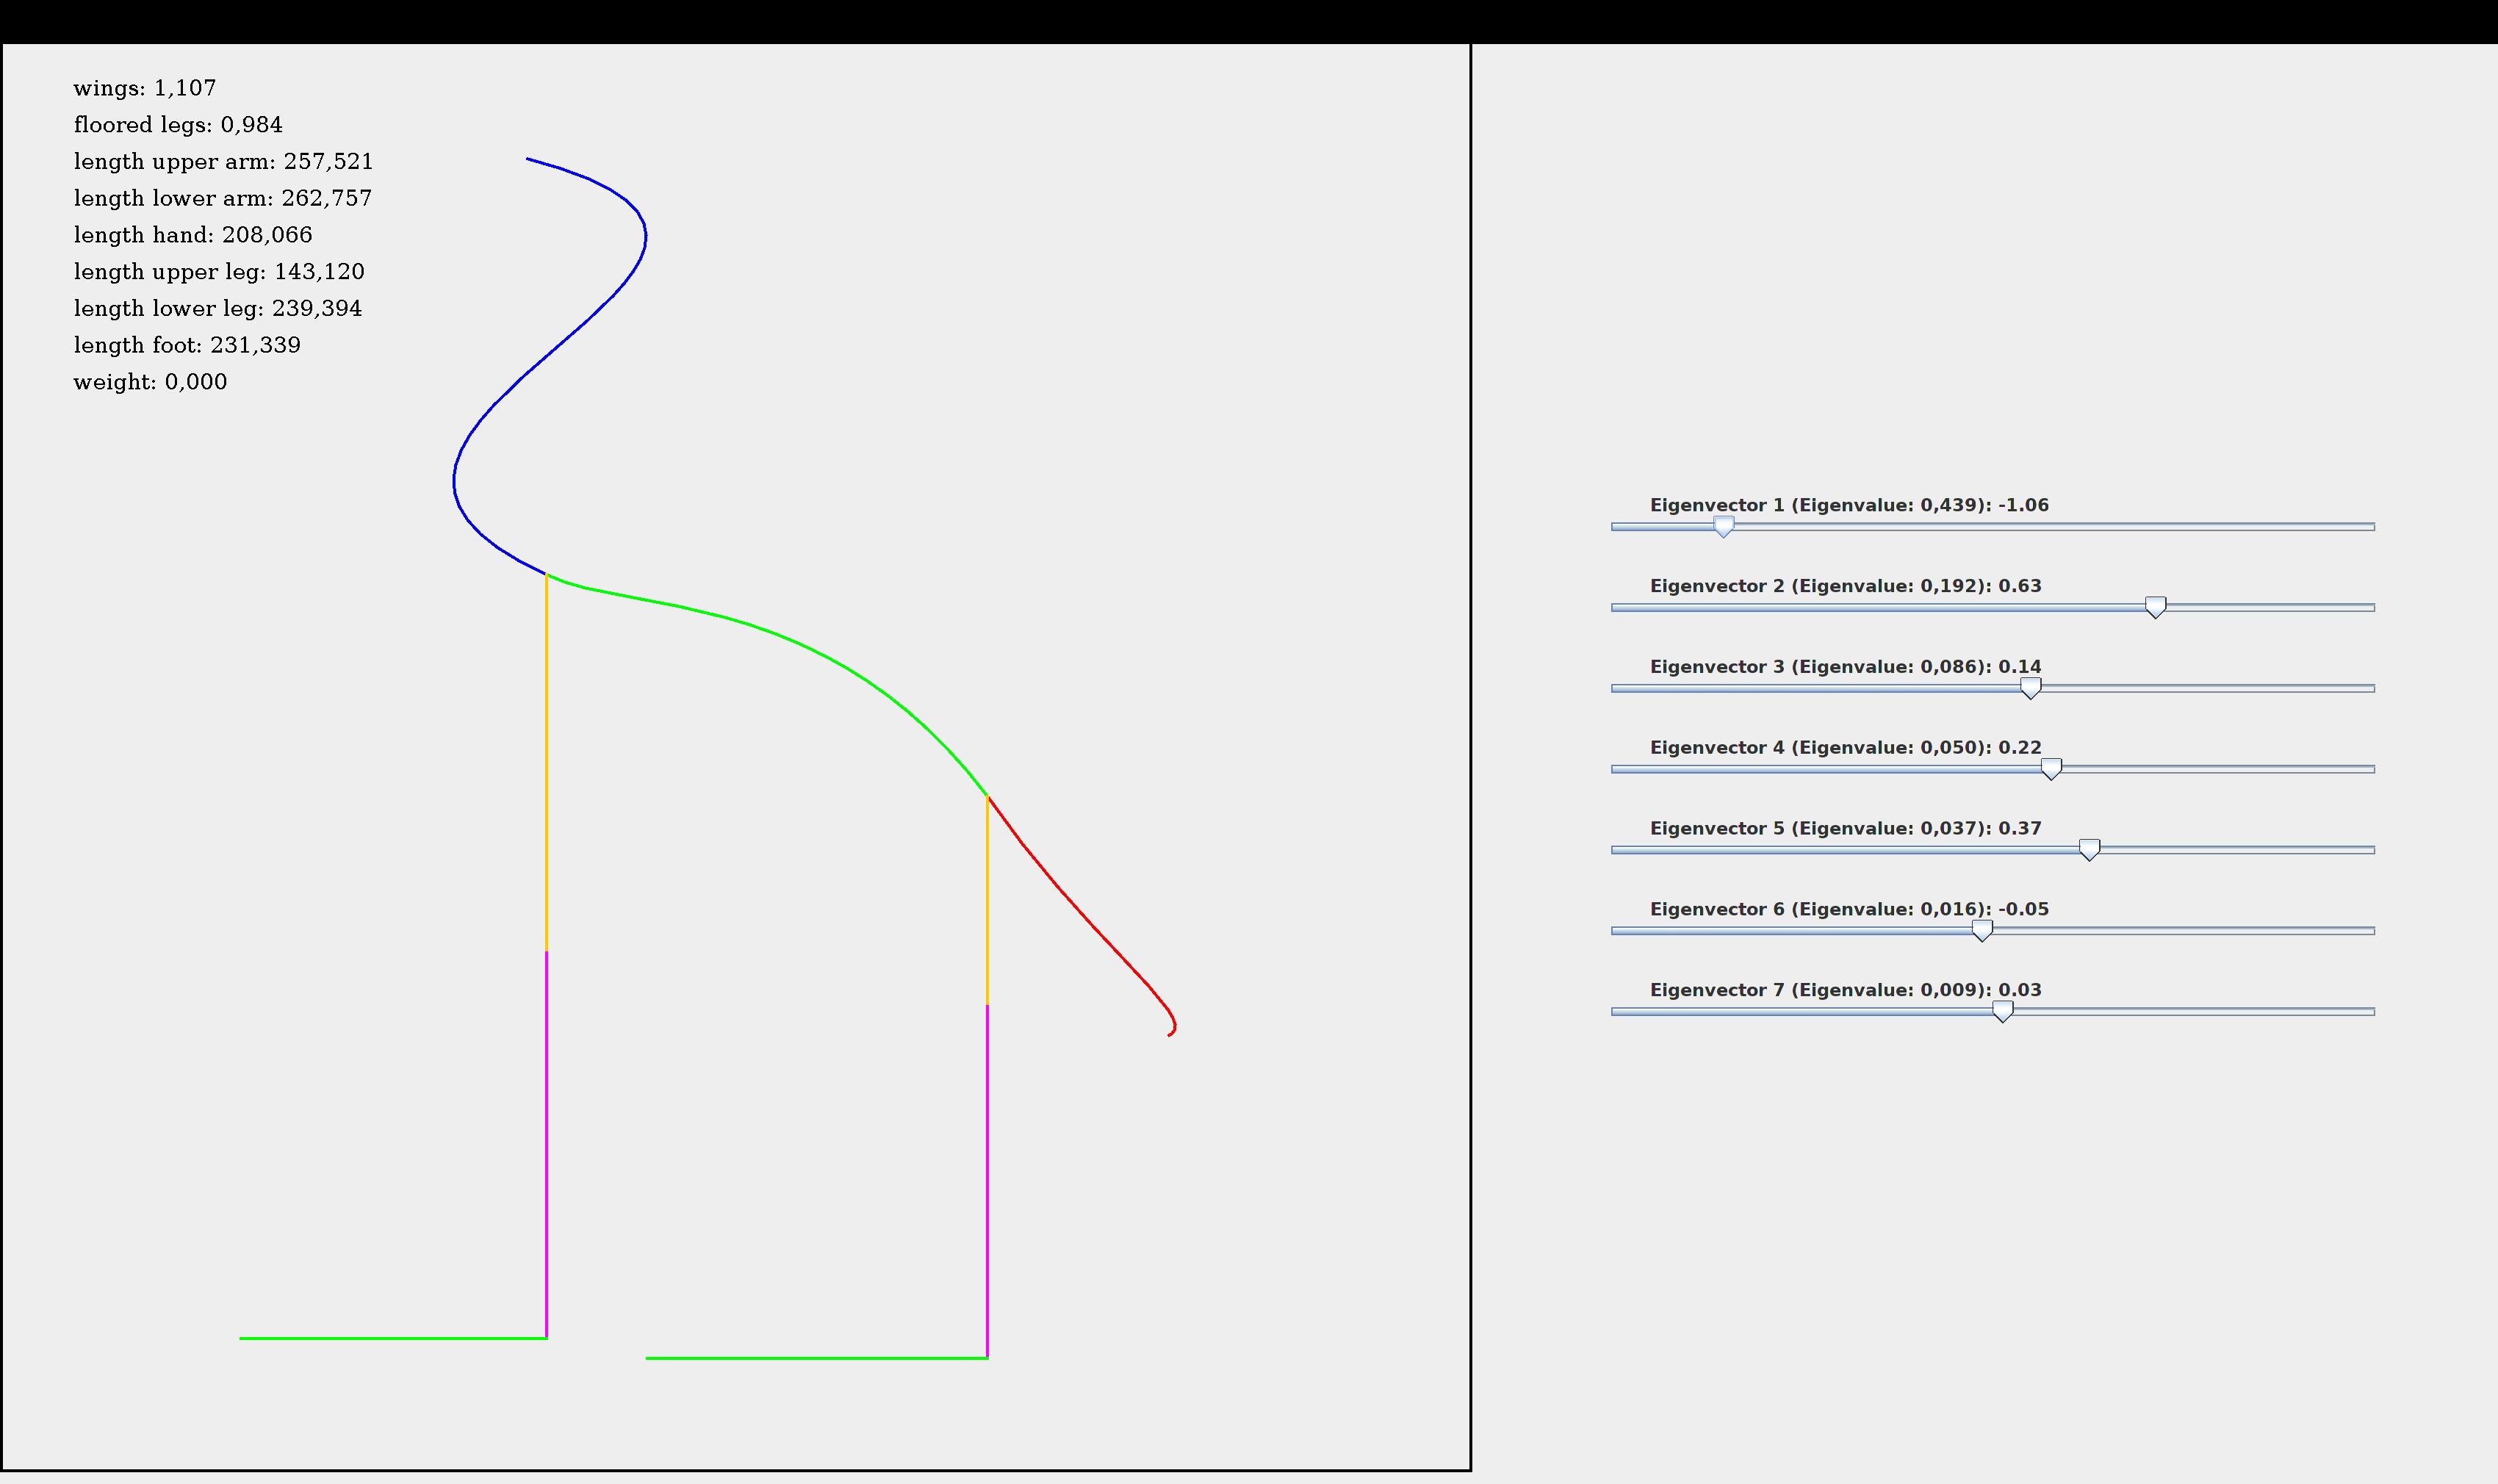 wings: 1,107
floored legs: 0,984
length upper arm: 257,521
length lower arm: 262,757
length hand: 208,066
length upper leg: 143,120
length lower leg: 239,394
length foot: 231,339
weight: 0,000
Eigenvector 1 (Eigenvalue: 0,439): -1.06
Eigenvector 2 (Eigenvalue: 0,192): 0.63
Eigenvector 3 (Eigenvalue: 0,086): 0.14
Eigenvector 4 (Eigenvalue: 0,050): 0.22
Eigenvector 5 (Eigenvalue: 0,037): 0.37
Eigenvector 6 (Eigenvalue: 0,016): -0.05
Eigenvector 7 (Eigenvalue: 0,009): 0.03